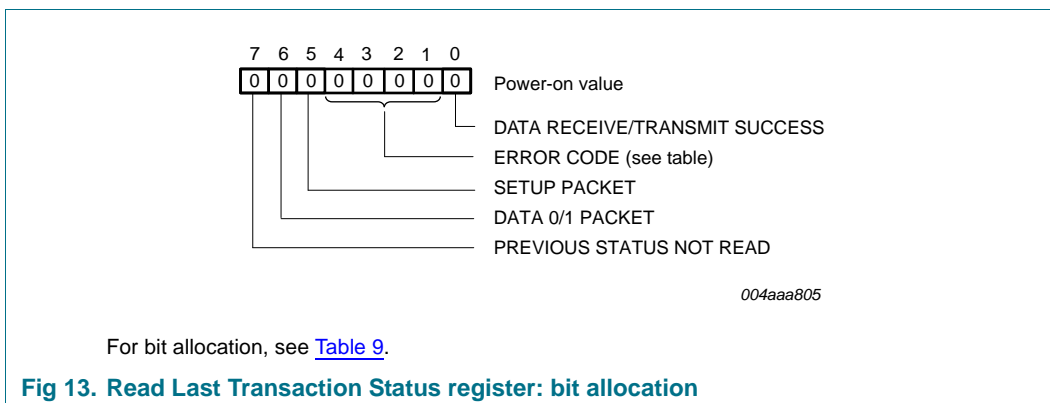 7 6 5 4 3 2 1 0
0 0 0 0 0 0 0 0 Power-on value
DATA RECEIVE/TRANSMIT SUCCESS
ERROR CODE (see table)
SETUP PACKET
DATA 0/1 PACKET
PREVIOUS STATUS NOT READ
004aaa805
For bit allocation, see Table 9.
Fig 13. Read Last Transaction Status register: bit allocation